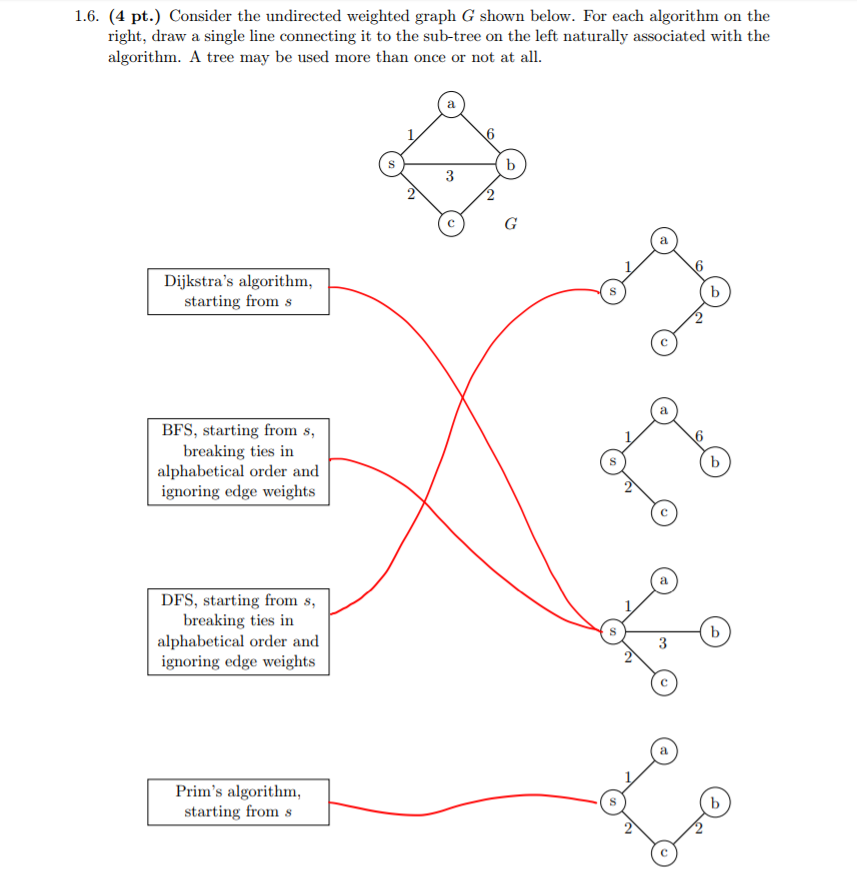 1.6. (4 pt.) Consider the undirected weighted graph G shown below. For each algorithm on the
right, draw a single line connecting it to the sub-tree on the left naturally associated with the
algorithm. A tree may be used more than once or not at all.
a
1
6
s
b
3
2
2
c
G
a
1
6
s
b
2
c
Dijkstra's algorithm,
starting from s
a
1
6
s
b
2
c
BFS, starting from s,
breaking ties in
alphabetical order and
ignoring edge weights
a
1
s
b
3
2
c
DFS, starting from s,
breaking ties in
alphabetical order and
ignoring edge weights
a
1
s
b
2
2
c
Prim's algorithm,
starting from s